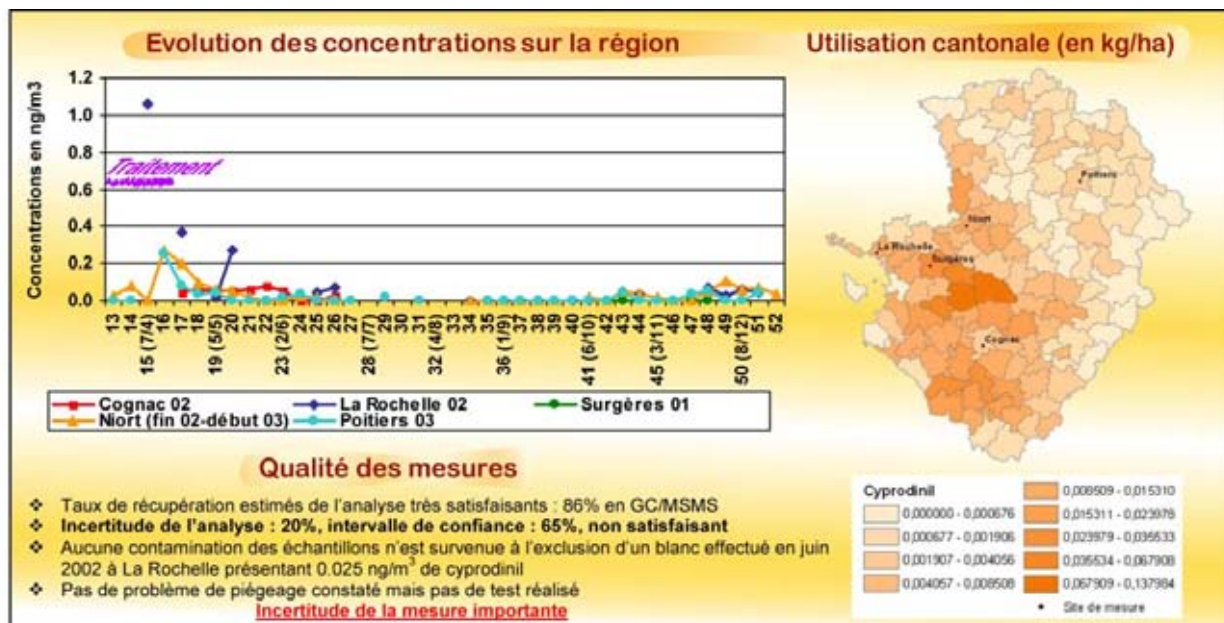 Evolution des concentrations sur la région
Utilisation cantonale (en kg/ha)
Concentrations en ng/m3
1.2
1.0
0.8
0.6
0.4
0.2
0.0
Traitement
13
14
15 (7/4)
16
17
18
19 (5/5)
20
21
22
23 (2/6)
24
25
26
27
28 (7/7)
29
30
31
32 (4/8)
33
34
35
36 (1/9)
37
38
39
40
41 (6/10)
42
43
44
45 (3/11)
46
47
48
49
50 (8/12)
51
52
Cognac 02
La Rochelle 02
Surgères 01
Niort (fin 02-début 03)
Poitiers 03
Poitiers
Niort
La Rochelle
Surgères
Cognac
Qualité des mesures
❖ Taux de récupération estimés de l'analyse très satisfaisants : 86% en GC/MSMS
❖ Incertitude de l'analyse : 20%, intervalle de confiance : 65%, non satisfaisant
❖ Aucune contamination des échantillons n'est survenue à l'exclusion d'un blanc effectué en juin
2002 à La Rochelle présentant 0.025 ng/m³ de cyprodinil
❖ Pas de problème de piégeage constaté mais pas de test réalisé
Incertitude de la mesure importante
Cyprodinil
0,000000 - 0,000676
0,000677 - 0,001906
0,001907 - 0,004056
0,004057 - 0,008508
0,008509 - 0,015310
0,015311 - 0,023978
0,023979 - 0,035533
0,035534 - 0,067908
0,067909 - 0,137984
Site de mesure